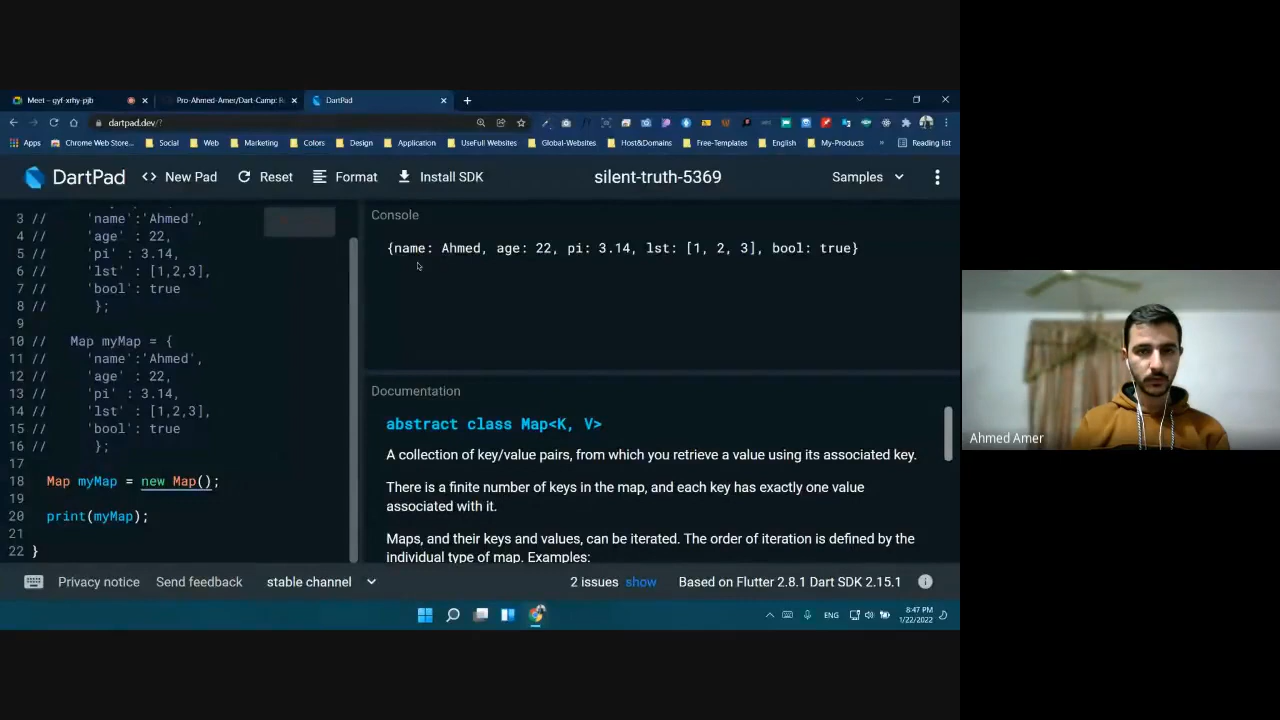 Meet – gyf-xrhy-pjb
Pro-Ahmed-Amer/Dart-Camp: R
DartPad
dartpad.dev/?
Apps
Chrome Web Store...
Social
Web
Marketing
Colors
Design
Application
UseFull Websites
Global-Websites
Host&Domains
Free-Templates
English
My-Products
»
Reading list
DartPad
<> New Pad
Reset
Format
Install SDK
silent-truth-5369
Samples
3 // 'name':'Ahmed',
4 // 'age' : 22,
5 // 'pi' : 3.14,
6 // 'lst' : [1,2,3],
7 // 'bool': true
8 // };
9
10 // Map myMap = {
11 // 'name':'Ahmed',
12 // 'age' : 22,
13 // 'pi' : 3.14,
14 // 'lst' : [1,2,3],
15 // 'bool': true
16 // };
17
18 Map myMap = new Map();
20 print(myMap);
21
22 }
Console
{name: Ahmed, age: 22, pi: 3.14, lst: [1, 2, 3], bool: true}
Documentation
abstract class Map<K, V>
A collection of key/value pairs, from which you retrieve a value using its associated key.
There is a finite number of keys in the map, and each key has exactly one value
associated with it.
Maps, and their keys and values, can be iterated. The order of iteration is defined by the
individual type of map. Examples:
Privacy notice
Send feedback
stable channel
2 issues show
Based on Flutter 2.8.1 Dart SDK 2.15.1
ENG
8:47 PM
1/22/2022
Ahmed Amer